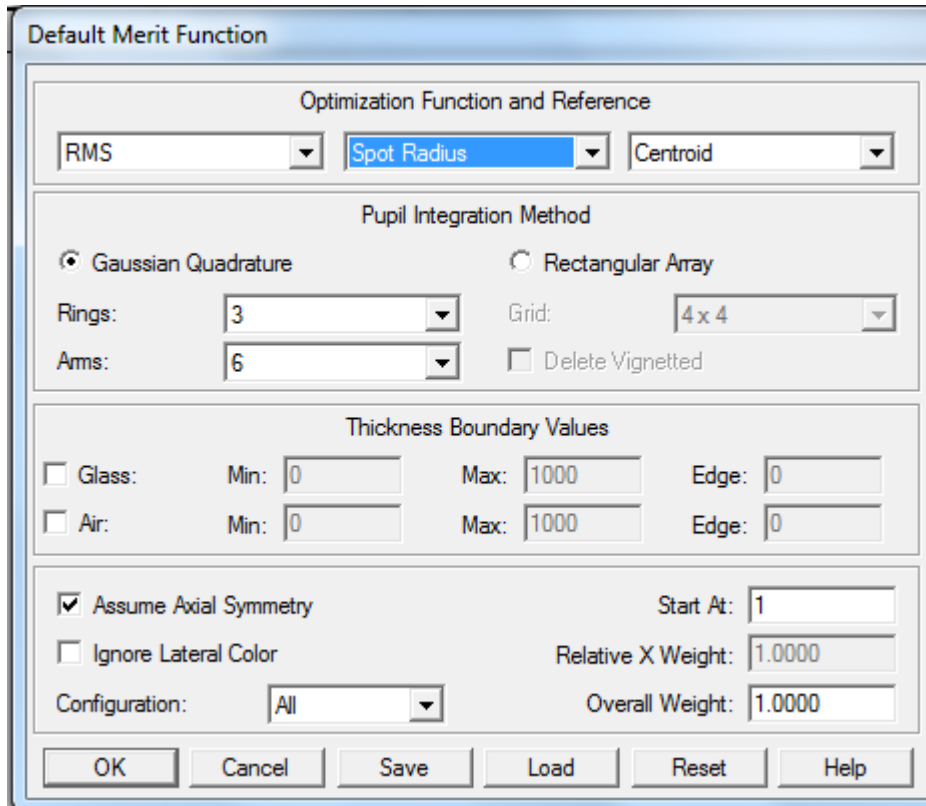 Default Merit Function
Optimization Function and Reference
RMS Spot Radius Centroid
Pupil Integration Method
Gaussian Quadrature Rectangular Array
Rings: 3 Grid: 4 x 4
Arms: 6 Delete Vignetted
Thickness Boundary Values
Glass: Min: 0 Max: 1000 Edge: 0
Air: Min: 0 Max: 1000 Edge: 0
Assume Axial Symmetry Start At: 1
Ignore Lateral Color Relative X Weight: 1.0000
Configuration: All Overall Weight: 1.0000
OK Cancel Save Load Reset Help